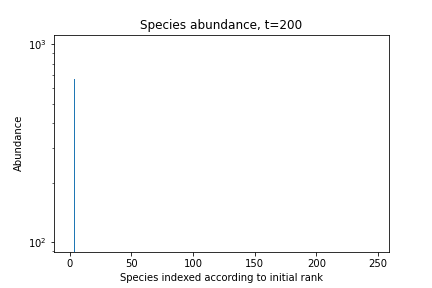 Species abundance, t=200
Abundance
10³
10²
0 50 100 150 200 250
Species indexed according to initial rank